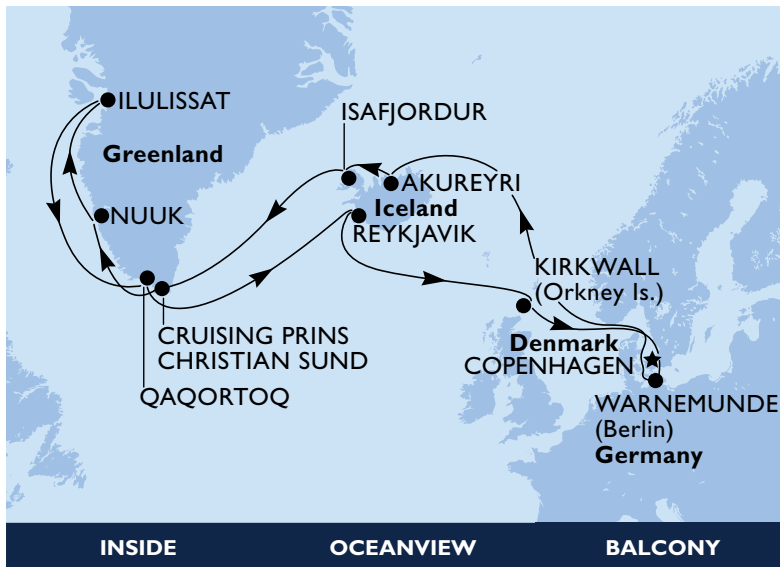 ILULISSAT
ISAFJORDUR
Greenland
AKUREYRI
Iceland
NUUK
REYKJAVIK
KIRKWALL
(Orkney Is.)
CRUISING PRINS
CHRISTIAN SUND
Denmark
COPENHAGEN
QAQORTOQ
WARNEMUNDE
(Berlin)
Germany
INSIDE
OCEANVIEW
BALCONY